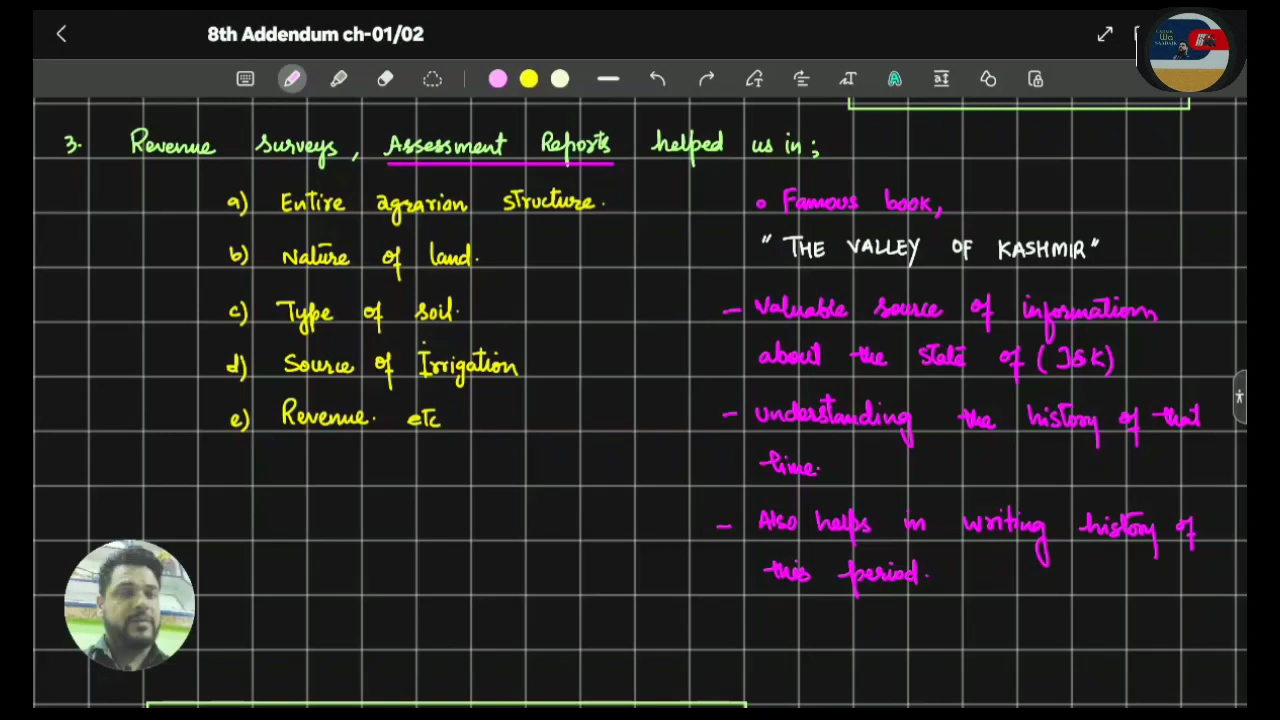 8th Addendum ch-01/02
3. Revenue surveys, Assessment Reports helped us in ;
a) Entire agrarian structure.
b) Nature of land.
c) Type of soil.
d) Source of Irrigation
e) Revenue. etc
• Famous book,
"THE VALLEY OF KASHMIR"
- Valuable source of informations
about the state of (J&K)
- Understanding the history of that
time.
- Also helps in writing history of
this period.